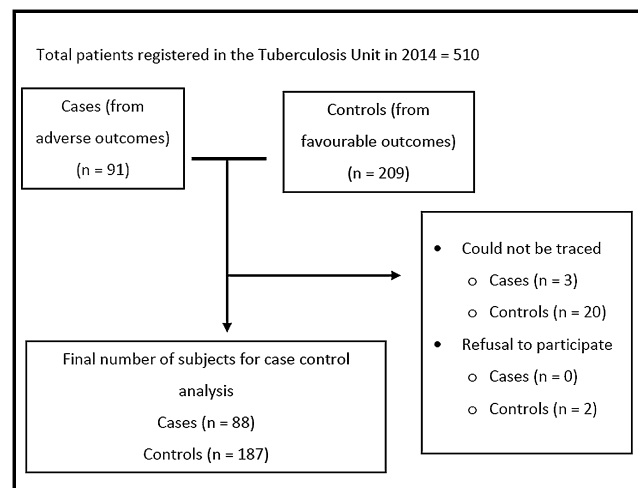 Total patients registered in the Tuberculosis Unit in 2014 = 510
Cases (from
adverse outcomes)
(n = 91)
Controls (from
favourable outcomes)
(n = 209)
• Could not be traced
o Cases (n = 3)
o Controls (n = 20)
• Refusal to participate
o Cases (n = 0)
o Controls (n = 2)
Final number of subjects for case control
analysis
Cases (n = 88)
Controls (n = 187)